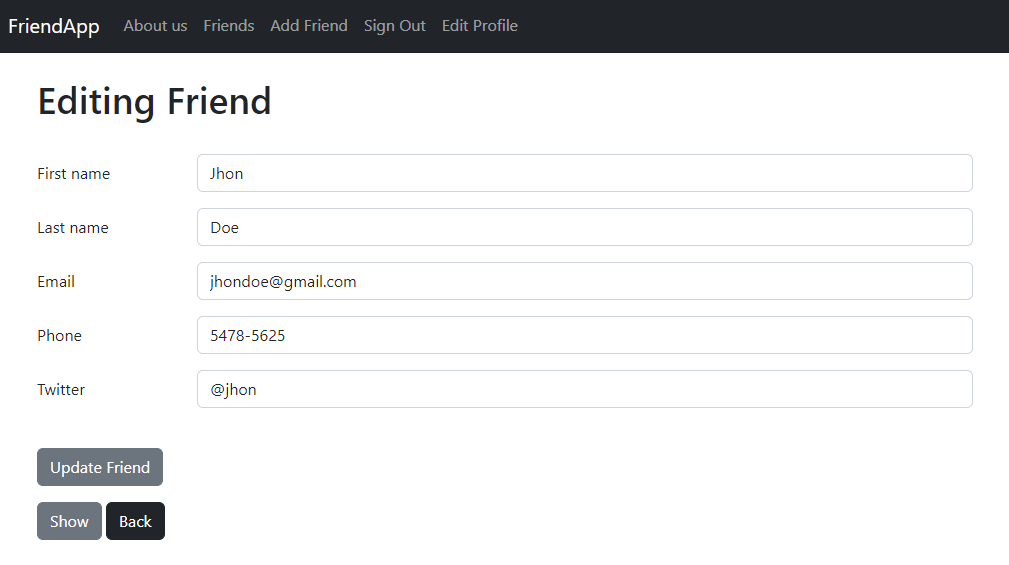 FriendApp About us Friends Add Friend Sign Out Edit Profile
Editing Friend
First name Jhon
Last name Doe
Email jhondoe@gmail.com
Phone 5478-5625
Twitter @jhon
Update Friend
Show Back